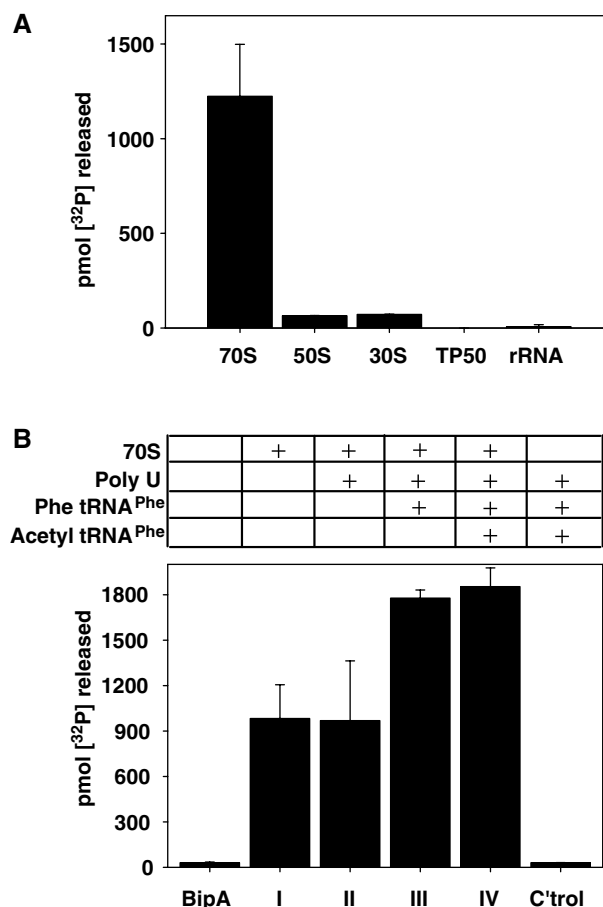 A
pmol [³²P] released
1500
1000
500
0
70S 50S 30S TP50 rRNA
B
70S + + + +
Poly U + + + +
Phe tRNAᴾʰᵉ + + +
Acetyl tRNAᴾʰᵉ + +
pmol [³²P] released
1800
1500
1200
900
600
300
0
BipA I II III IV C'trol